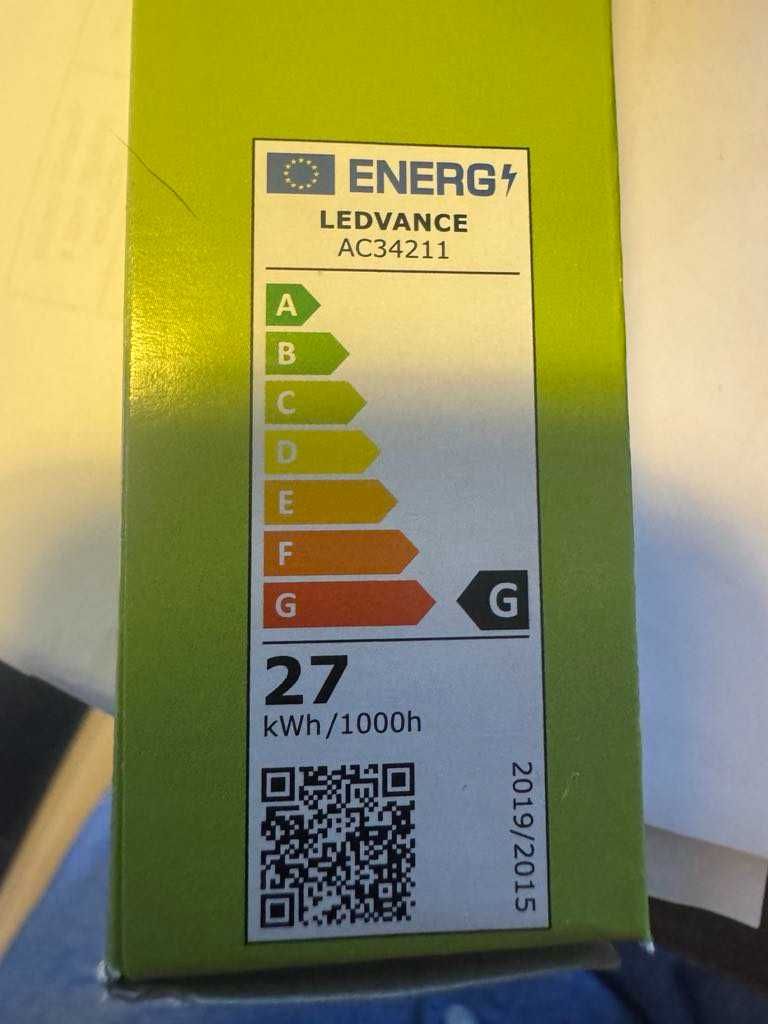 ENERG
LEDVANCE
AC34211
A
B
C
D
E
F
G
G
27
kWh/1000h
2019/2015